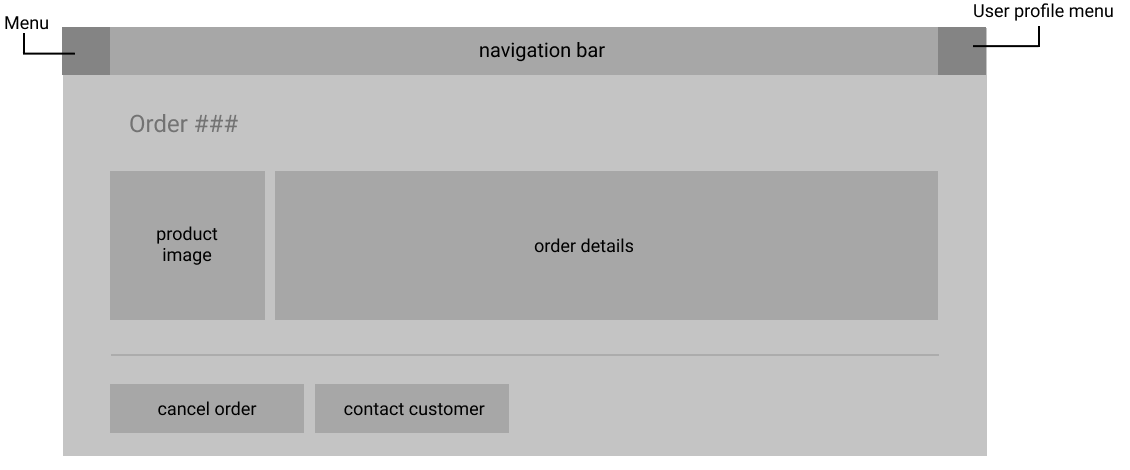 Menu
User profile menu
navigation bar
Order ###
product
image
order details
cancel order
contact customer